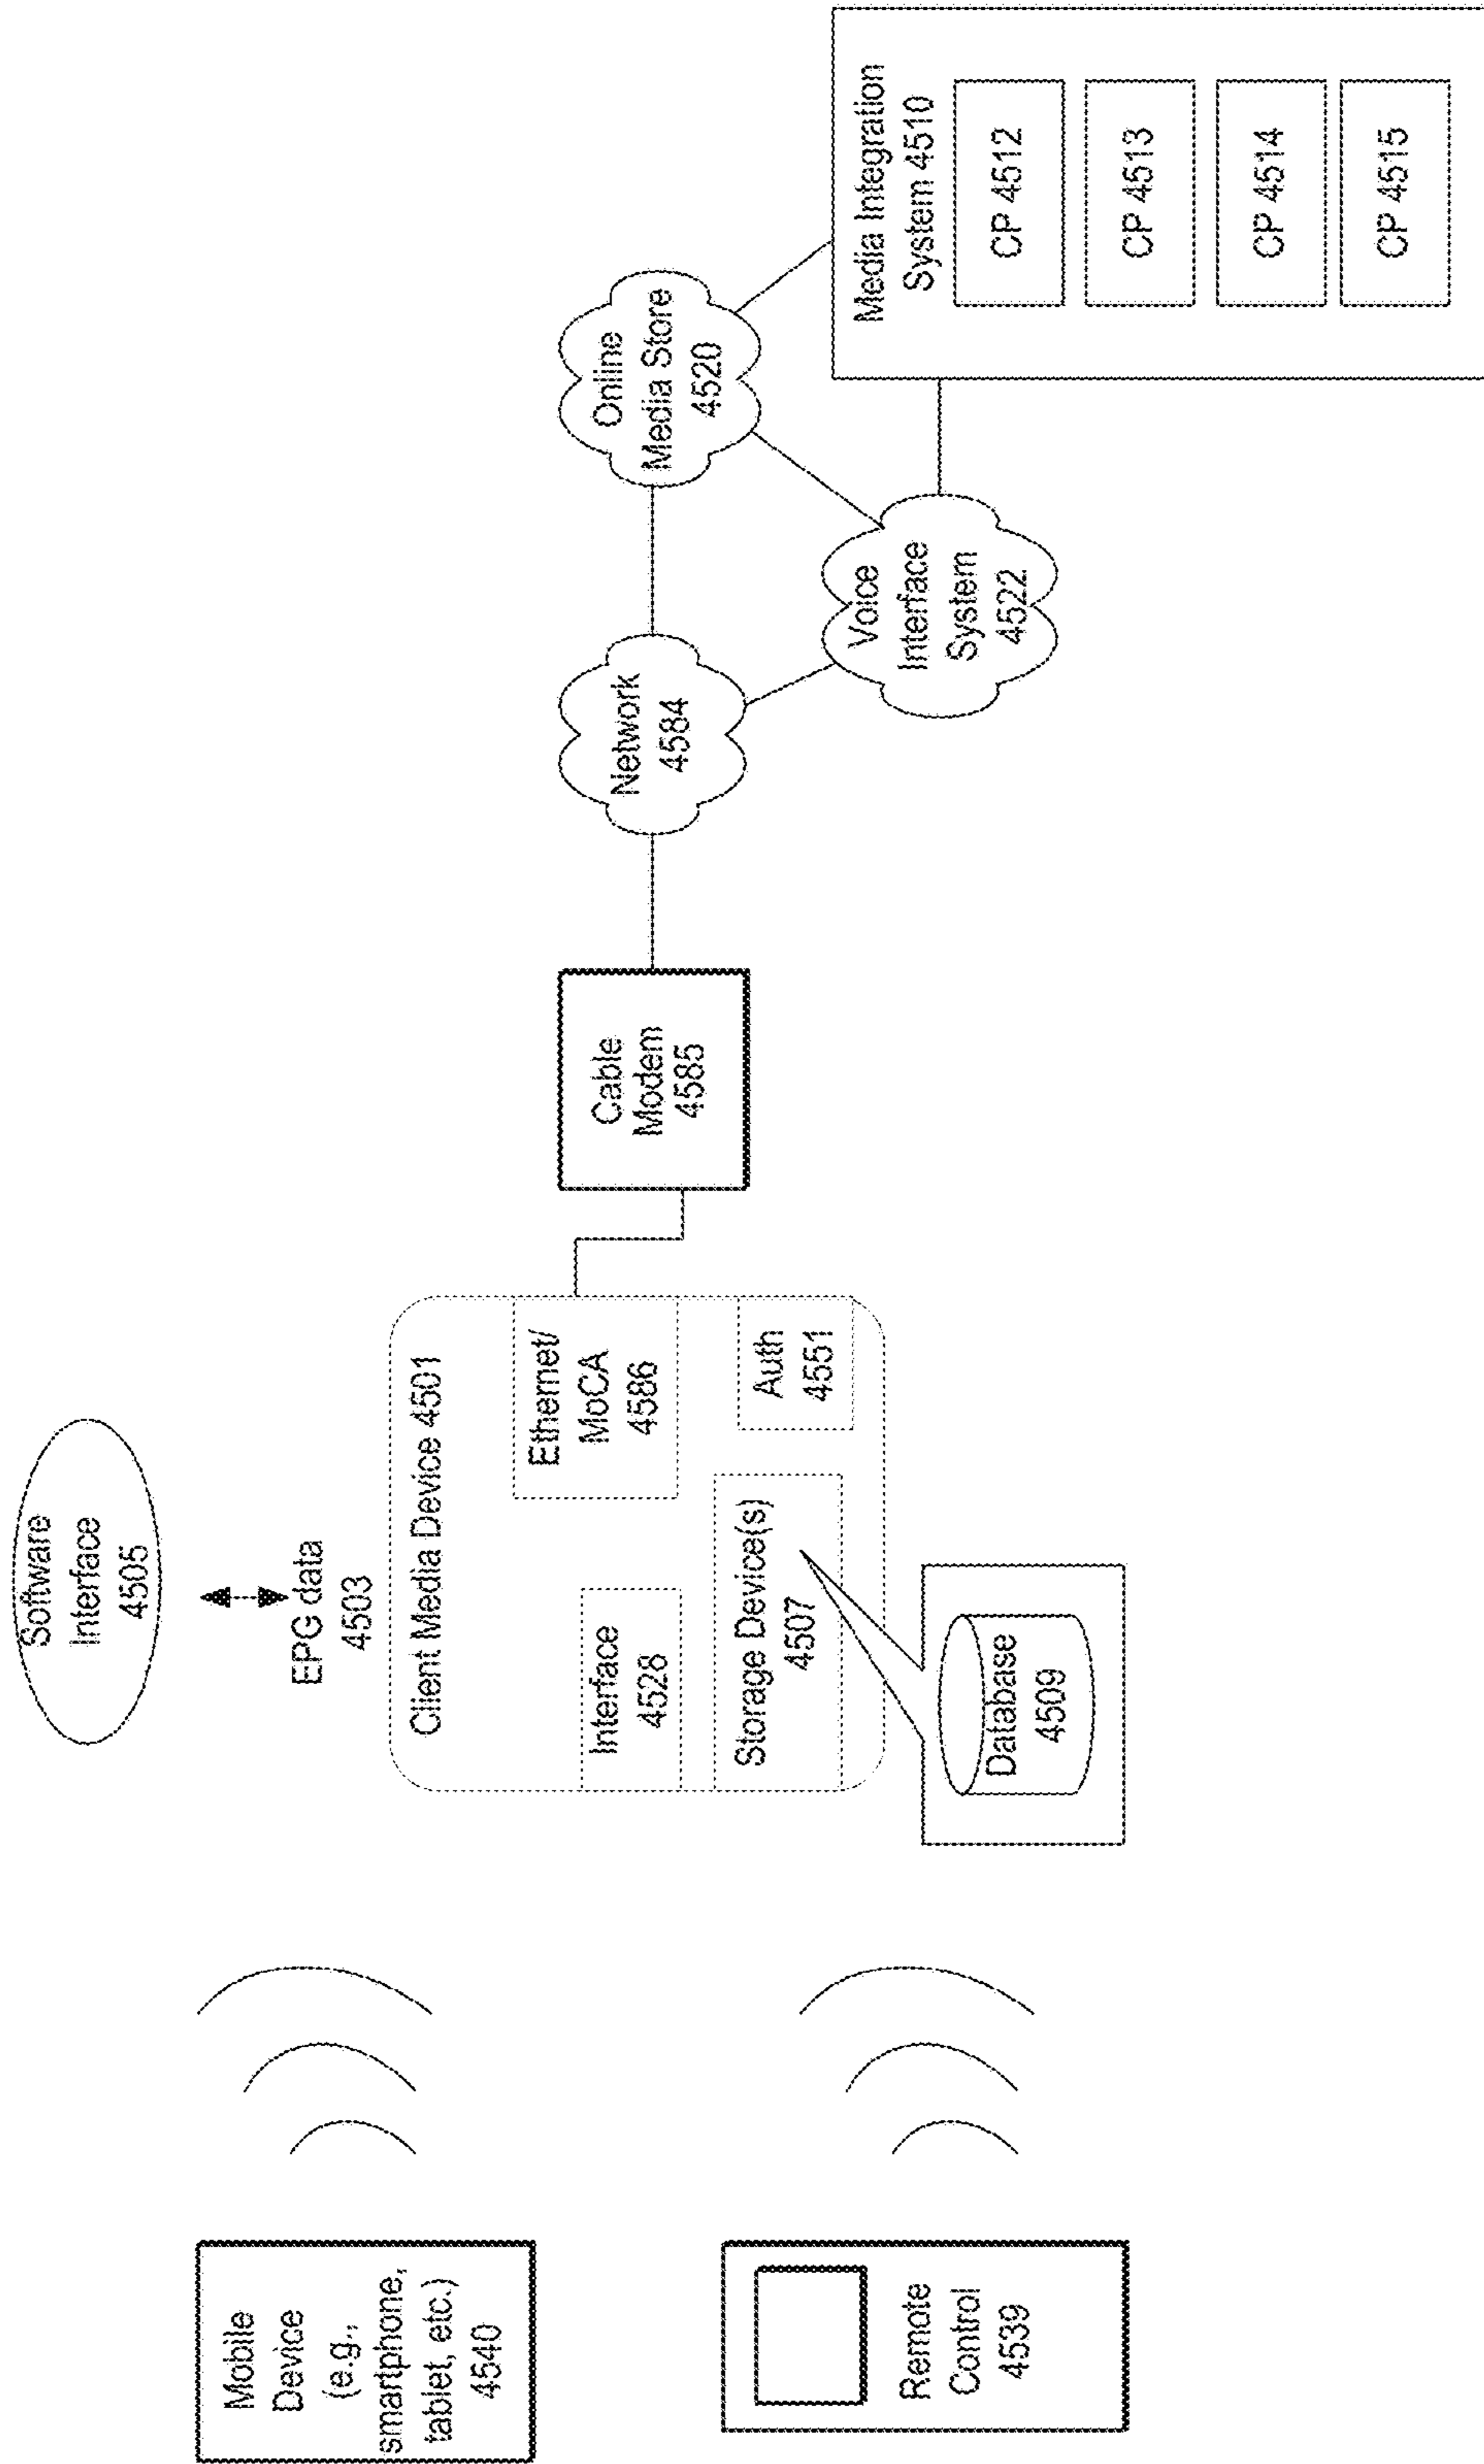 Mobile
Device
(e.g.,
smartphone,
tablet, etc.)
4540
Remote
Control
4539
Software
Interface
4505
EPG data
4503
Client Media Device 4501
Interface
4528
Ethernet/
MoCA
4586
Storage Device(s)
4507
Auth
4551
Database
4509
Cable
Modem
4585
Network
4584
Online
Media Store
4520
Voice
Interface
System
4522
Media Integration
System 4510
CP 4512
CP 4513
CP 4514
CP 4515